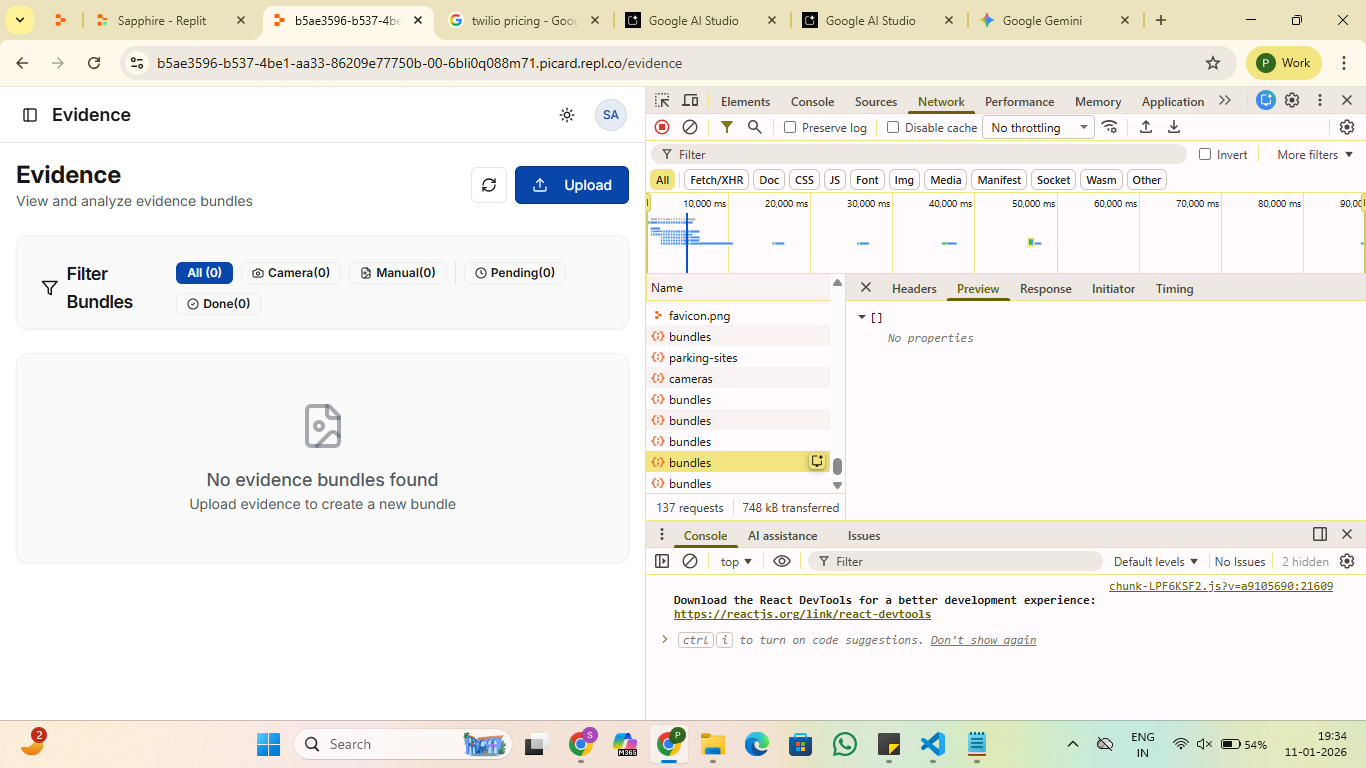 Sapphire - Replit
b5ae3596-b537-4be
twilio pricing - Goog
Google AI Studio
Google AI Studio
Google Gemini
b5ae3596-b537-4be1-aa33-86209e77750b-00-6bli0q088m71.picard.repl.co/evidence
P Work
Evidence
SA
Evidence
View and analyze evidence bundles
Upload
Filter Bundles
All (0)
Camera(0)
Manual(0)
Pending(0)
Done(0)
No evidence bundles found
Upload evidence to create a new bundle
Elements Console Sources Network Performance Memory Application
Preserve log Disable cache No throttling
Filter Invert More filters
All Fetch/XHR Doc CSS JS Font Img Media Manifest Socket Wasm Other
10,000 ms 20,000 ms 30,000 ms 40,000 ms 50,000 ms 60,000 ms 70,000 ms 80,000 ms 90,00
Name
favicon.png
bundles
parking-sites
cameras
bundles
bundles
bundles
bundles
bundles
137 requests 748 kB transferred
Headers Preview Response Initiator Timing
[]
No properties
Console AI assistance Issues
top Filter Default levels No Issues 2 hidden
chunk-LPF6KSF2.js?v=a9105690:21609
Download the React DevTools for a better development experience:
https://reactjs.org/link/react-devtools
ctrl i to turn on code suggestions. Don't show again
2
Search
M365
S
P
ENG
IN
54%
19:34
11-01-2026